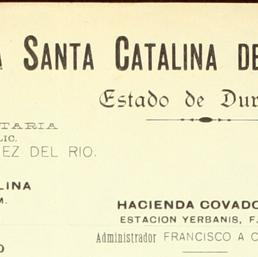 A SANTA CATALINA DE
Estado de Dur
TARIA
LIC.
EZ DEL RIO.
LINA
M.
HACIENDA COVADO
ESTACION YERBANIS, F.
Administrador FRANCISCO A C
O